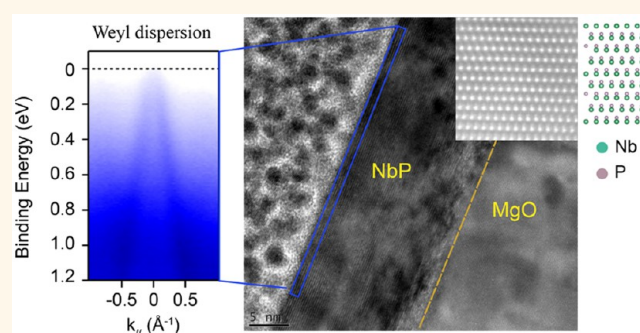 Weyl dispersion
0
0.2
0.4
0.6
0.8
1.0
1.2
Binding Energy (eV)
-0.5 0 0.5
k// (Å-1)
NbP
MgO
5 nm
Nb
P